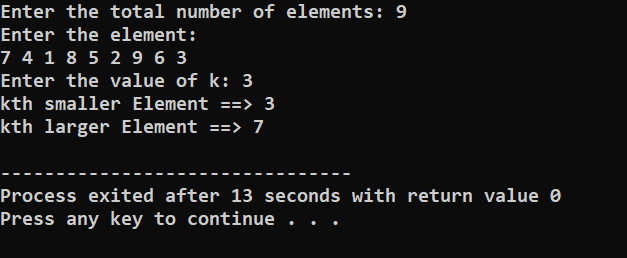 Enter the total number of elements: 9
Enter the element:
7 4 1 8 5 2 9 6 3
Enter the value of k: 3
kth smaller Element ==> 3
kth larger Element ==> 7
--------------------------------
Process exited after 13 seconds with return value 0
Press any key to continue . . .